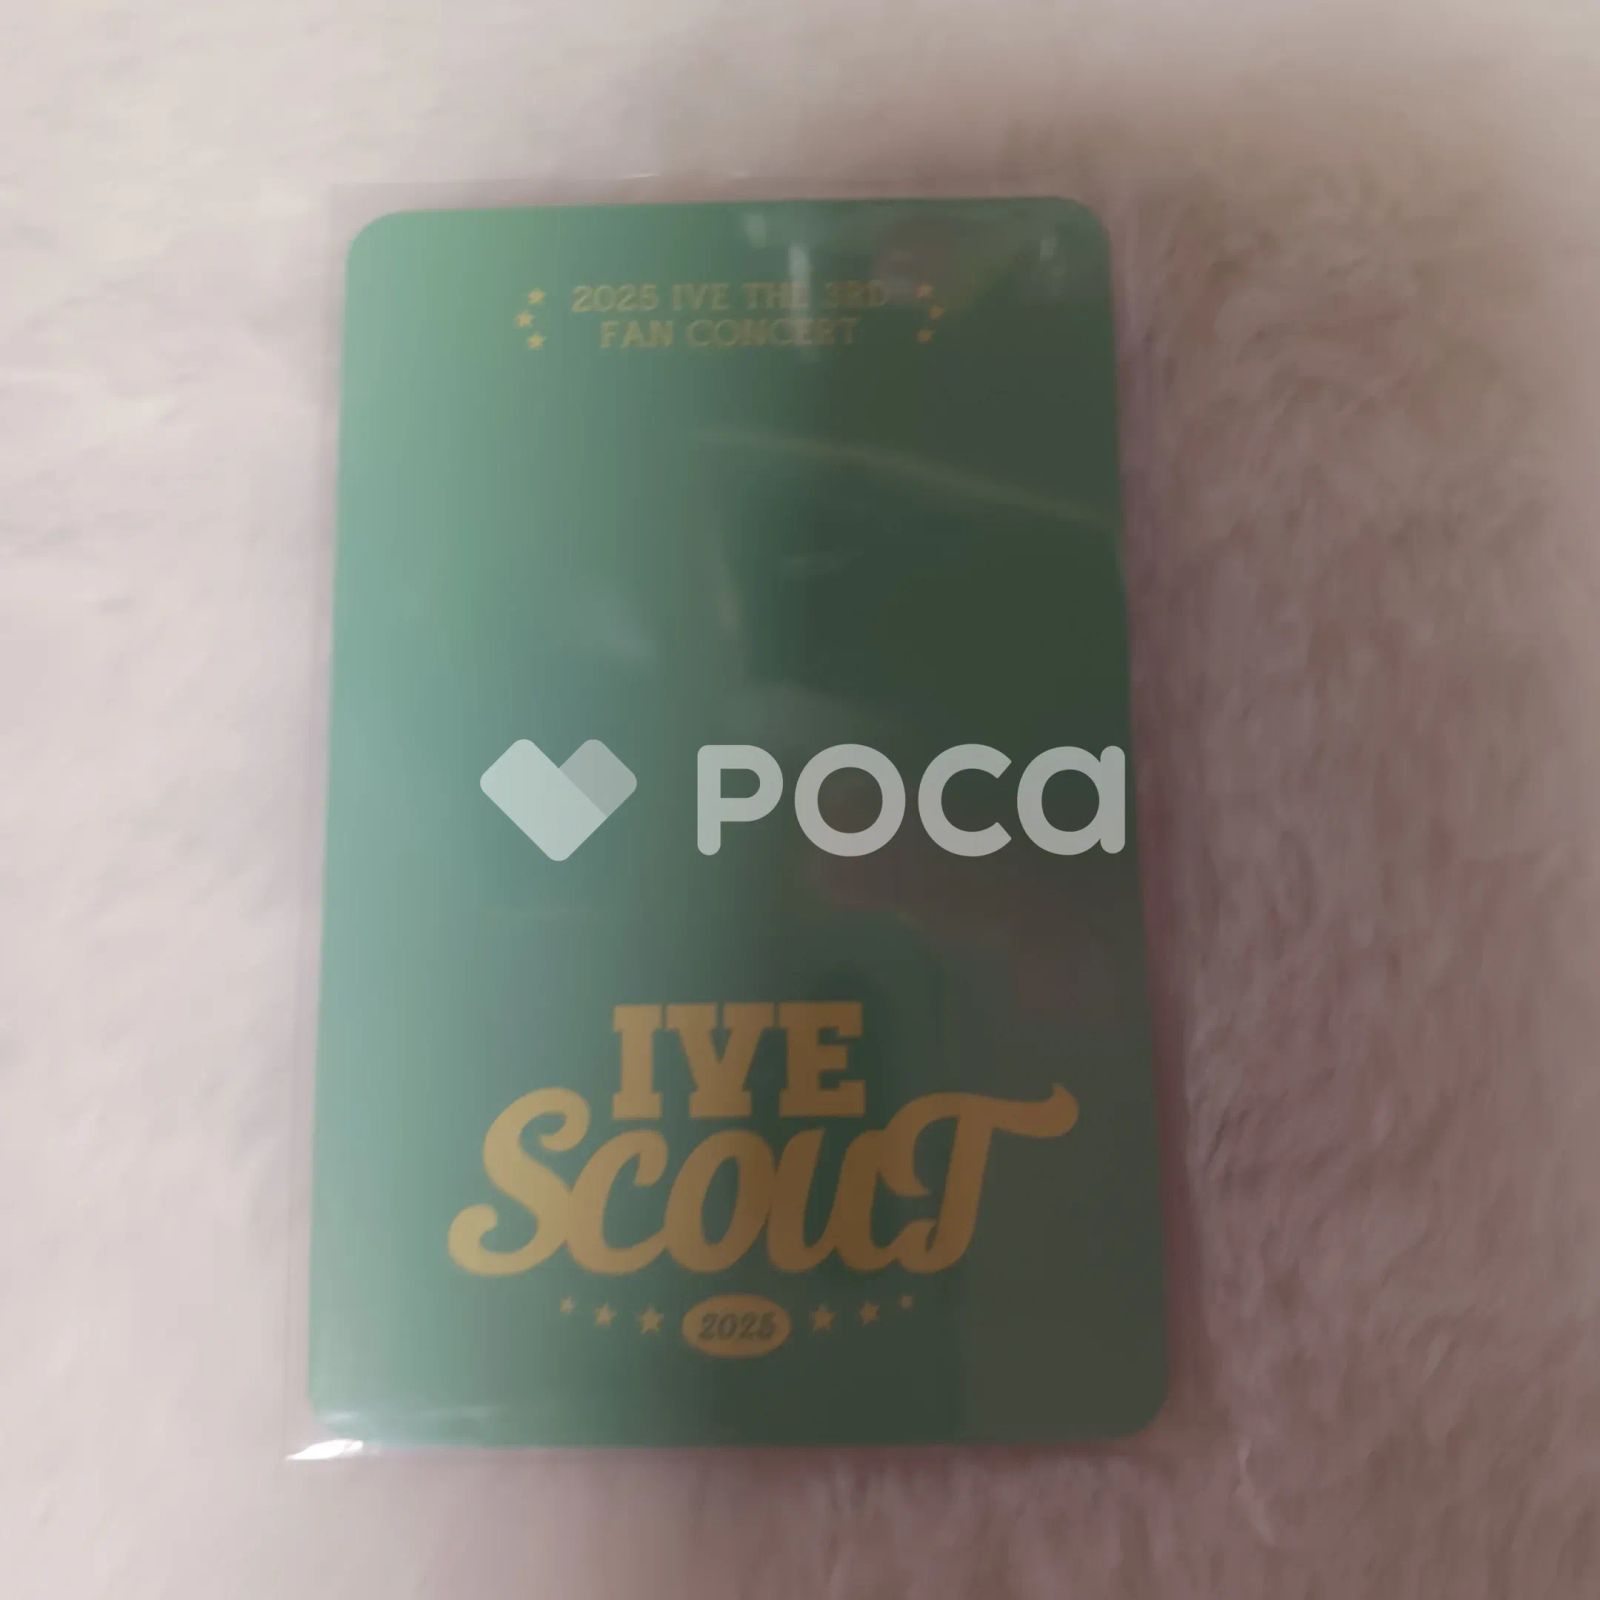 2025 IVE THE 3RD
FAN CONCERT
POCA
IVE
SCOUT
2025